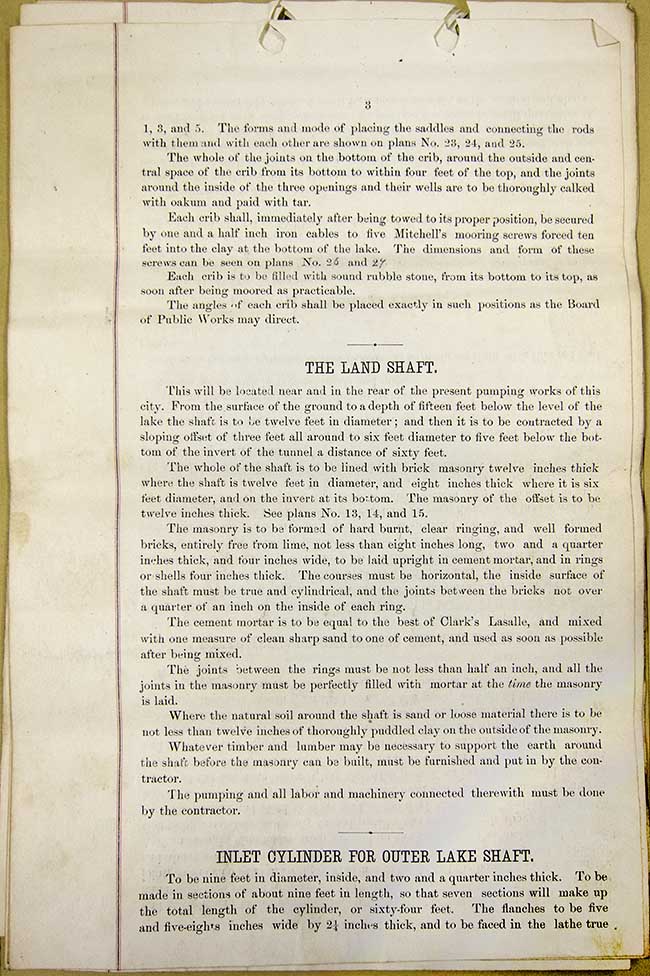 3
1, 3, and 5. The forms and mode of placing the saddles and connecting the rods
with them and with each other are shown on plans No. 23, 24, and 25.
The whole of the joints on the bottom of the crib, around the outside and cen-
tral space of the crib from its bottom to within four feet of the top, and the joints
around the inside of the three openings and their wells are to be thoroughly calked
with oakum and paid with tar.
Each crib shall, immediately after being towed to its proper position, be secured
by one and a half inch iron cables to five Mitchell's mooring screws forced ten
feet into the clay at the bottom of the lake. The dimensions and form of these
screws can be seen on plans No. 26 and 27
Each crib is to be filled with sound rubble stone, from its bottom to its top, as
soon after being moored as practicable.
The angles of each crib shall be placed exactly in such positions as the Board
of Public Works may direct.
THE LAND SHAFT.
This will be located near and in the rear of the present pumping works of this
city. From the surface of the ground to a depth of fifteen feet below the level of the
lake the shaft is to be twelve feet in diameter; and then it is to be contracted by a
sloping offset of three feet all around to six feet diameter to five feet below the bot-
tom of the invert of the tunnel a distance of sixty feet.
The whole of the shaft is to be lined with brick masonry twelve inches thick
where the shaft is twelve feet in diameter, and eight inches thick where it is six
feet diameter, and on the invert at its bottom. The masonry of the offset is to be
twelve inches thick. See plans No. 13, 14, and 15.
The masonry is to be formed of hard burnt, clear ringing, and well formed
bricks, entirely free from lime, not less than eight inches long, two and a quarter
inches thick, and four inches wide, to be laid upright in cement mortar, and in rings
or shells four inches thick. The courses must be horizontal, the inside surface of
the shaft must be true and cylindrical, and the joints between the bricks not over
a quarter of an inch on the inside of each ring.
The cement mortar is to be equal to the best of Clark's Lasalle, and mixed
with one measure of clean sharp sand to one of cement, and used as soon as possible
after being mixed.
The joints between the rings must be not less than half an inch, and all the
joints in the masonry must be perfectly filled with mortar at the time the masonry
is laid.
Where the natural soil around the shaft is sand or loose material there is to be
not less than twelve inches of thoroughly puddled clay on the outside of the masonry.
Whatever timber and lumber may be necessary to support the earth around
the shaft before the masonry can be built, must be furnished and put in by the con-
tractor.
The pumping and all labor and machinery connected therewith must be done
by the contractor.
INLET CYLINDER FOR OUTER LAKE SHAFT.
To be nine feet in diameter, inside, and two and a quarter inches thick. To be
made in sections of about nine feet in length, so that seven sections will make up
the total length of the cylinder, or sixty-four feet. The flanches to be five
and five-eights inches wide by 2¼ inches thick, and to be faced in the lathe true